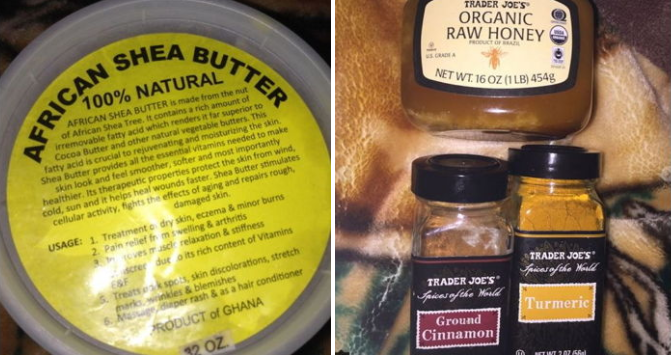 AFRICAN SHEA BUTTER
100% NATURAL
AFRICAN SHEA BUTTER is made from the nut
of African Shea Tree. It contains a rich amount of
irremovable fatty acid which renders it far superior to
Cocoa Butter and other natural vegetable butters. This
fatty acid is crucial to rejuvenating and moisturizing the skin.
Shea Butter provides all the essential vitamins needed to make
skin look and feel smoother, softer and most importantly
healthier. Its therapeutic properties protect the skin from wind,
cold, sun and it helps heal wounds faster. Shea Butter stimulates
cellular activity, fights the effects of aging and repairs rough,
damaged skin.
USAGE: 1. Treatment of dry skin, eczema & minor burns
2. Pain relief from swelling & arthritis
3. Improves muscle relaxation & stiffness
due to its rich content of Vitamins
E&F
5. Treats dark spots, skin discolorations, stretch
marks, wrinkles & blemishes
6. diaper rash & as a hair conditioner
PRODUCT of GHANA
12 OZ.
TRADER JOE'S
ORGANIC
RAW HONEY
PRODUCT OF BRAZIL
U.S. GRADE A
NET WT. 16 OZ (1 LB) 454g
TRADER JOE'S
Spices of the World
Ground
Cinnamon
TRADER JOE'S
Spices of the World
Turmeric
NET WT. 2 OZ (56g)